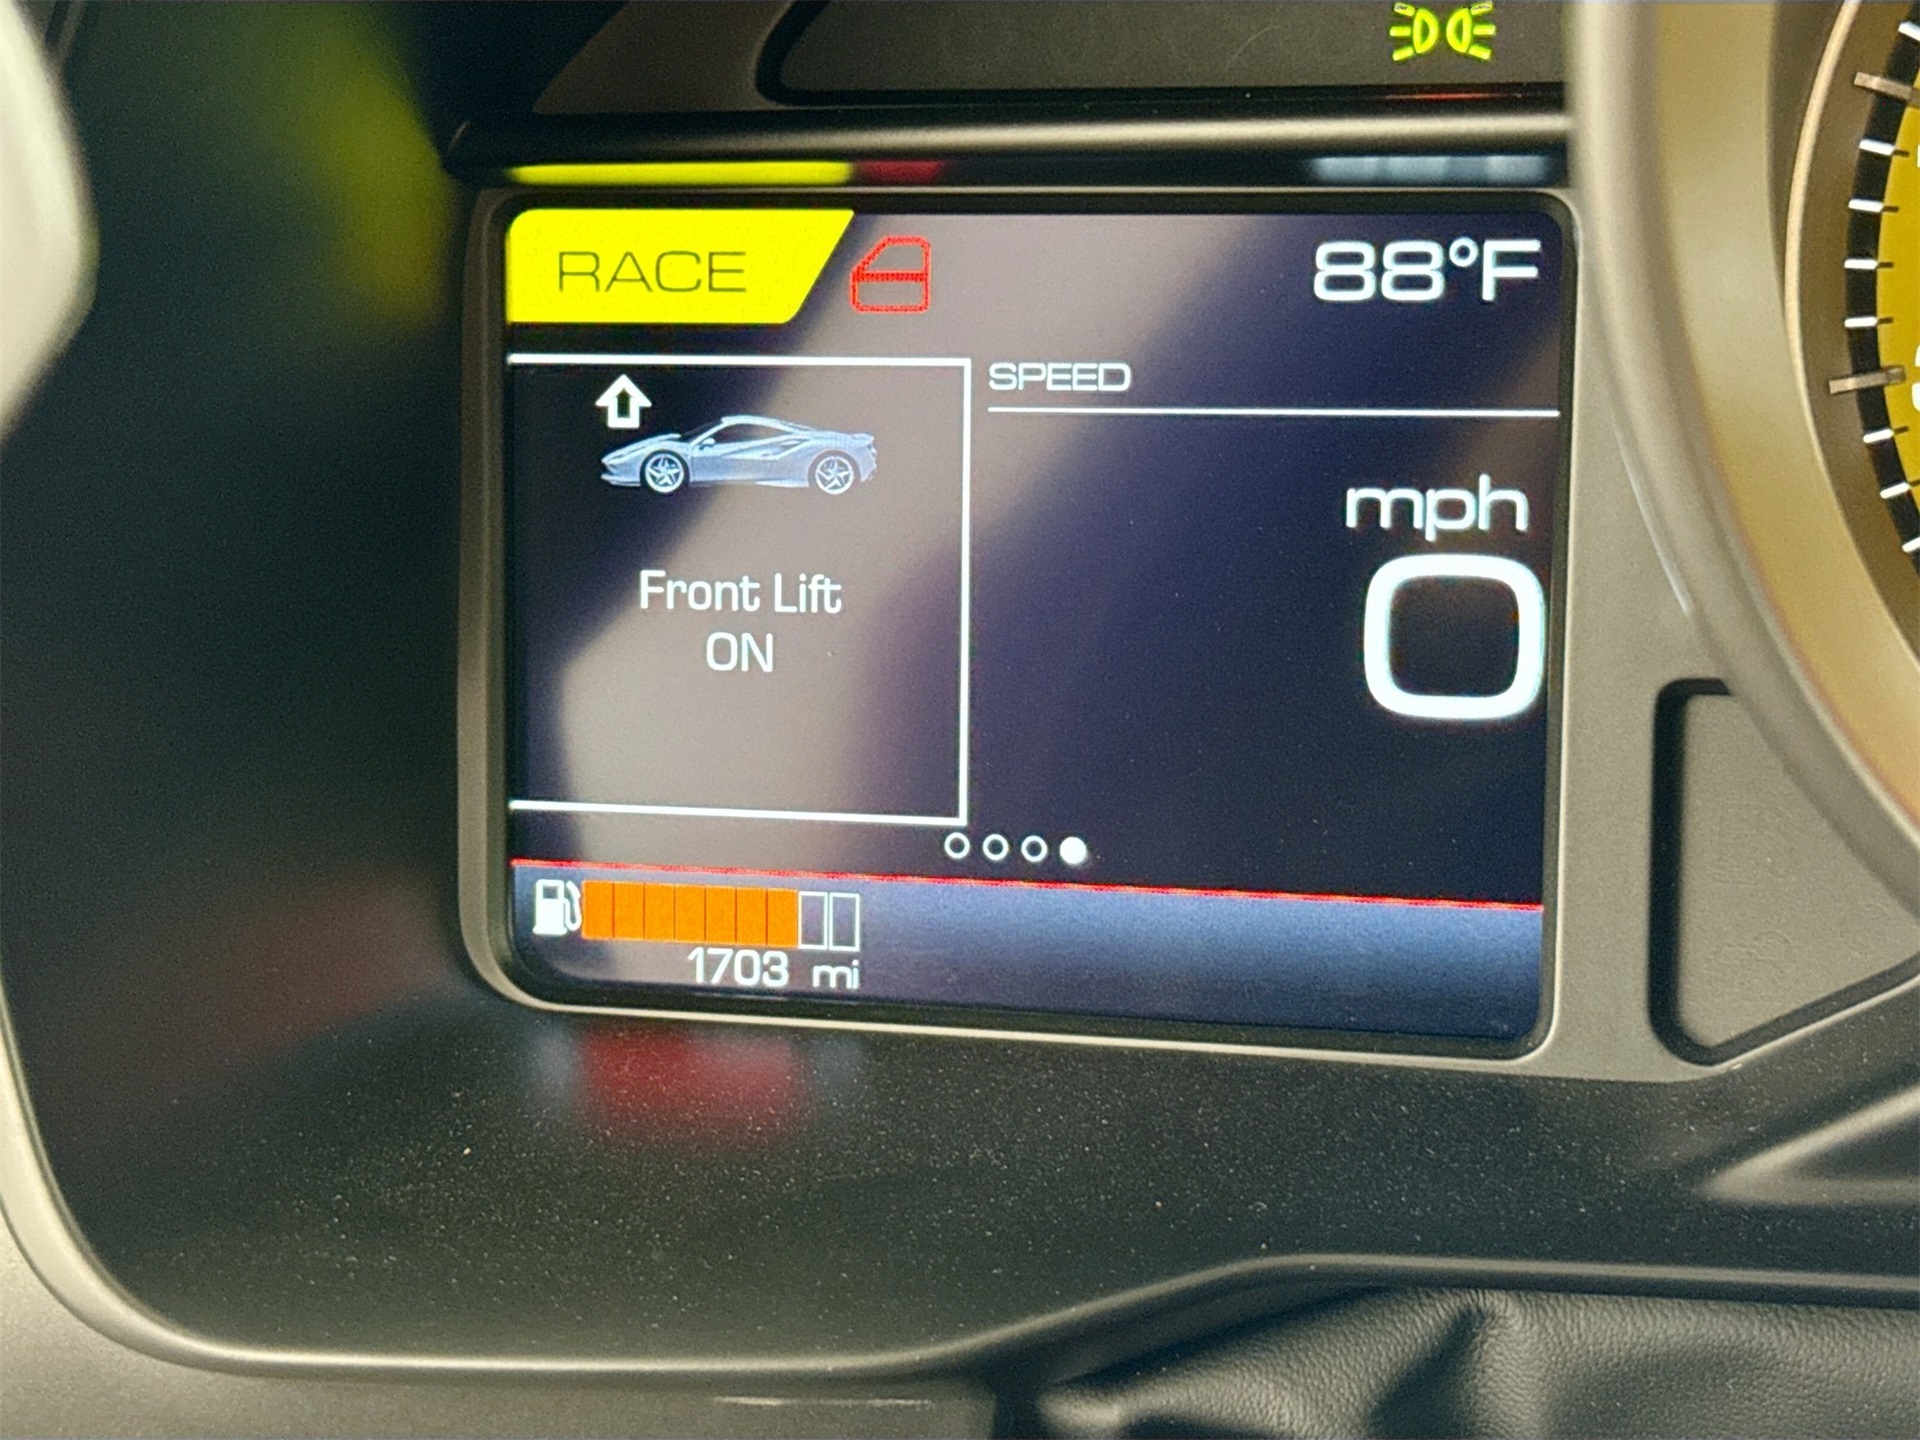 RACE
88°F
SPEED
mph
0
Front Lift
ON
1703 mi